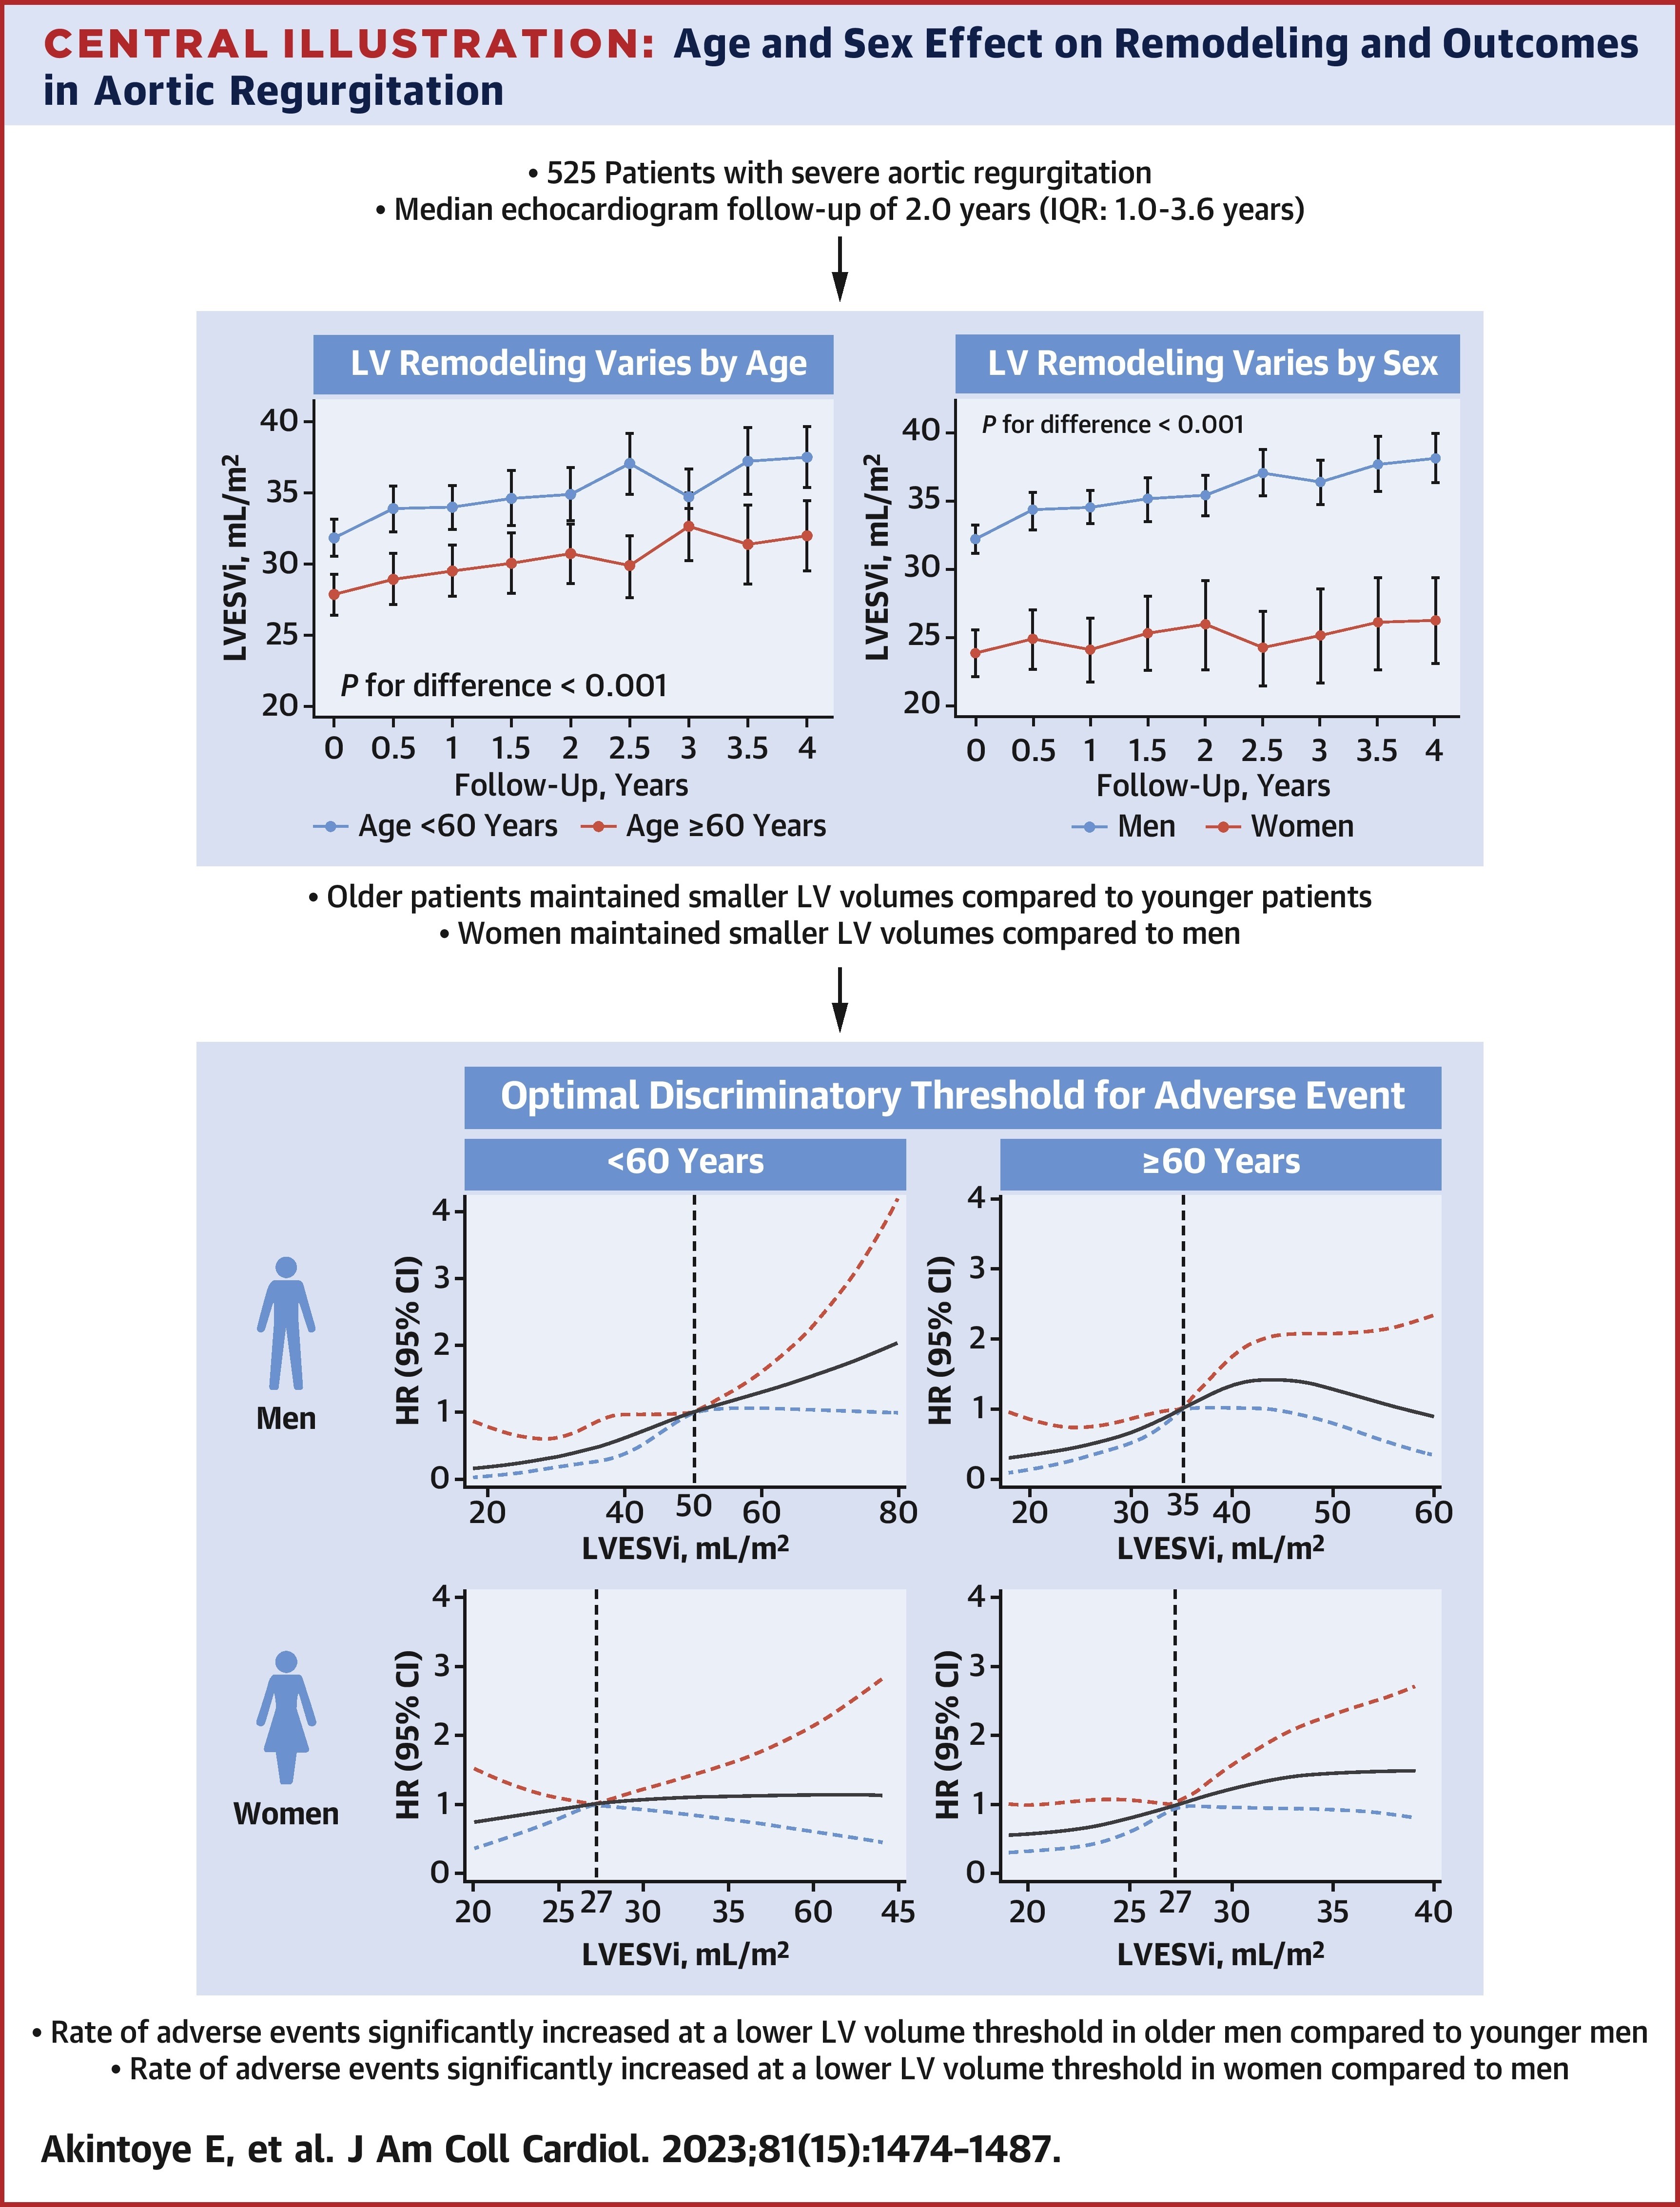 CENTRAL ILLUSTRATION: Age and Sex Effect on Remodeling and Outcomes
in Aortic Regurgitation
• 525 Patients with severe aortic regurgitation
• Median echocardiogram follow-up of 2.0 years (IQR: 1.0-3.6 years)
LV Remodeling Varies by Age
40
35
30
25
20
LVESVi, mL/m²
P for difference < 0.001
0 0.5 1 1.5 2 2.5 3 3.5 4
Follow-Up, Years
Age <60 Years Age ≥60 Years
LV Remodeling Varies by Sex
P for difference < 0.001
40
35
30
25
20
LVESVi, mL/m²
0 0.5 1 1.5 2 2.5 3 3.5 4
Follow-Up, Years
Men Women
• Older patients maintained smaller LV volumes compared to younger patients
• Women maintained smaller LV volumes compared to men
Optimal Discriminatory Threshold for Adverse Event
<60 Years
≥60 Years
Men
4
3
2
1
0
HR (95% CI)
20 40 50 60 80
LVESVi, mL/m²
4
3
2
1
0
HR (95% CI)
20 30 35 40 50 60
LVESVi, mL/m²
Women
4
3
2
1
0
HR (95% CI)
20 25 27 30 35 60 45
LVESVi, mL/m²
4
3
2
1
0
HR (95% CI)
20 25 27 30 35 40
LVESVi, mL/m²
• Rate of adverse events significantly increased at a lower LV volume threshold in older men compared to younger men
• Rate of adverse events significantly increased at a lower LV volume threshold in women compared to men
Akintoye E, et al. J Am Coll Cardiol. 2023;81(15):1474–1487.